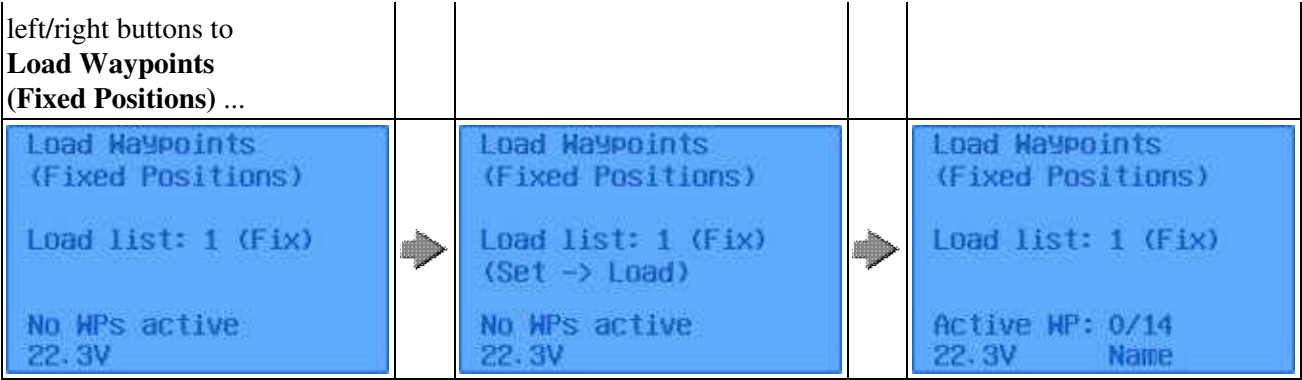 left/right buttons to
Load Waypoints
(Fixed Positions) ...
Load Waypoints
(Fixed Positions)
Load list: 1 (Fix)
No WPs active
22.3V
Load Waypoints
(Fixed Positions)
Load list: 1 (Fix)
(Set -> Load)
No WPs active
22.3V
Load Waypoints
(Fixed Positions)
Load list: 1 (Fix)
Active WP: 0/14
22.3V Name